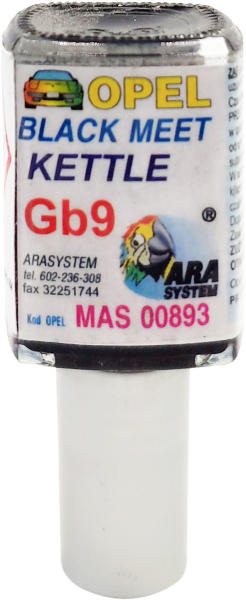 OPEL
BLACK MEET
KETTLE
Gb9
®
ARASYSTEM
tel. 602-236-308
fax 32251744
ARA
SYSTEM
Kod OPEL MAS 00893